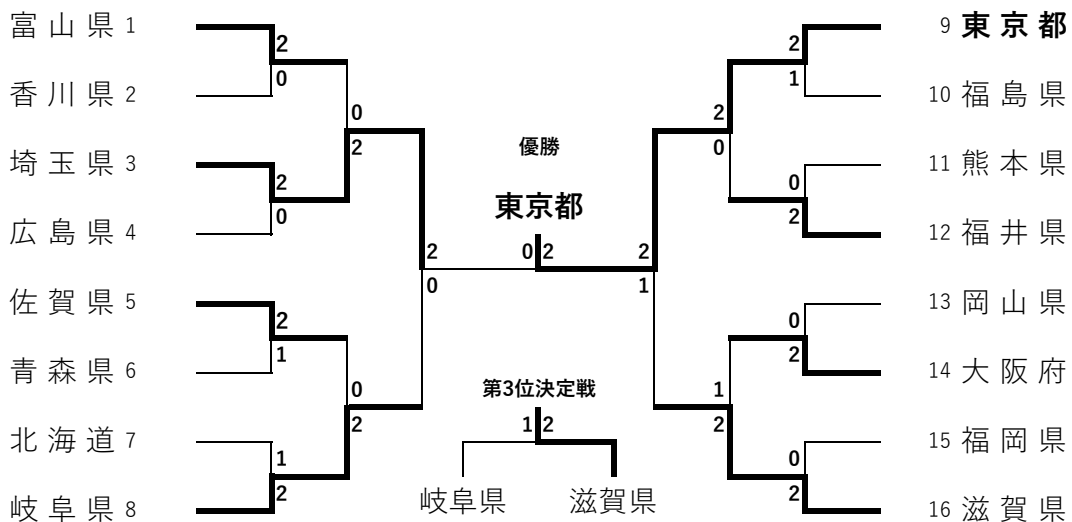 富山県 1
2
0
香川県 2
0
2
埼玉県 3
2
0
広島県 4
2
0
佐賀県 5
2
1
青森県 6
0
2
北海道 7
1
2
岐阜県 8
優勝
東京都
0 2
第3位決定戦
1 2
岐阜県 滋賀県
9 東京都
2
1
10 福島県
2
0
11 熊本県
0
2
12 福井県
2
1
13 岡山県
0
2
14 大阪府
1
2
15 福岡県
0
2
16 滋賀県